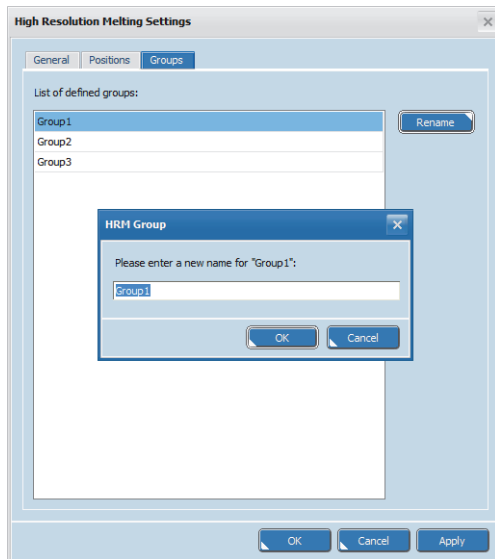 High Resolution Melting Settings
General Positions Groups
List of defined groups:
Group1 Rename
Group2
Group3
HRM Group
Please enter a new name for "Group1":
Group1
OK Cancel
OK Cancel Apply